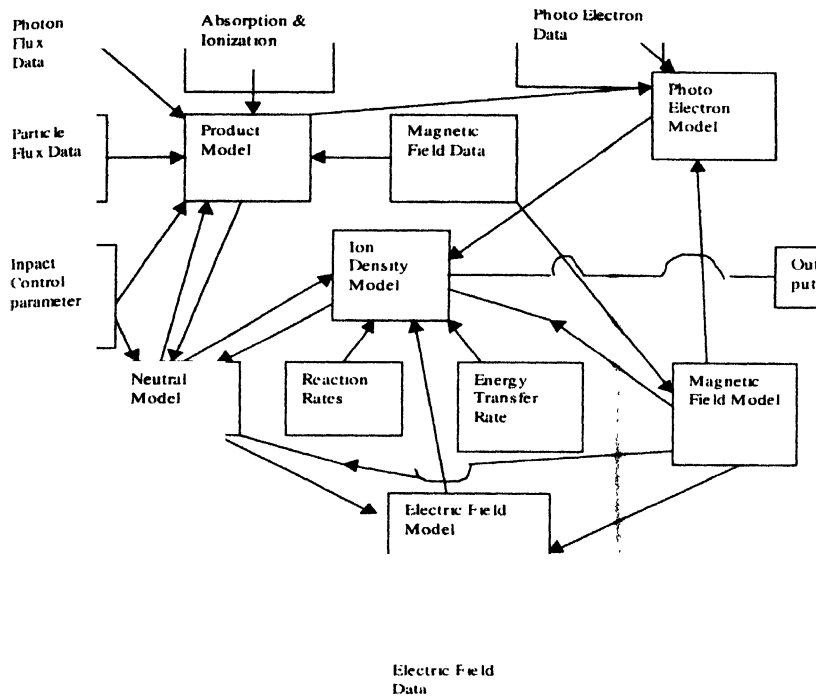 Photon
Flux
Data
Absorption &
Ionization
Photo Electron
Data
Particle
Flux Data
Product
Model
Magnetic
Field Data
Photo
Electron
Model
Inpact
Control
parameter
Ion
Density
Model
Out
put
Neutral
Model
Reaction
Rates
Energy
Transfer
Rate
Magnetic
Field Model
Electric Field
Model
Electric Field
Data